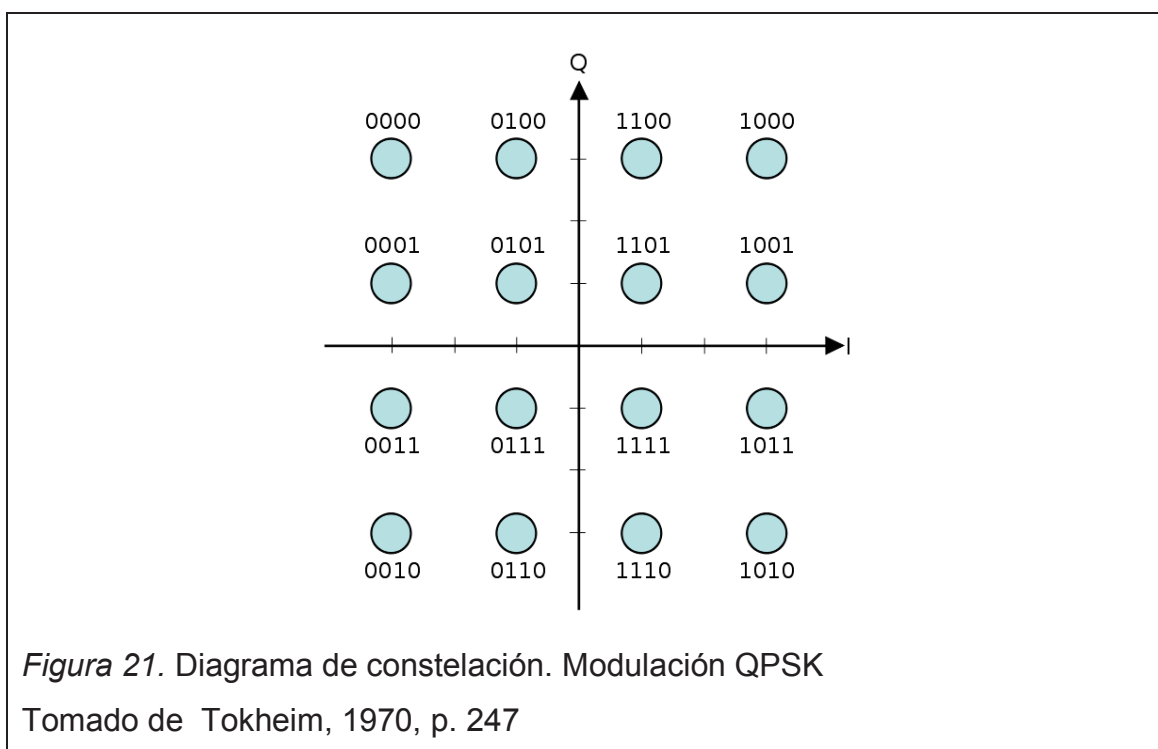 Q
0000 0100 1100 1000
0001 0101 1101 1001
I
0011 0111 1111 1011
0010 0110 1110 1010
Figura 21. Diagrama de constelación. Modulación QPSK
Tomado de Tokheim, 1970, p. 247